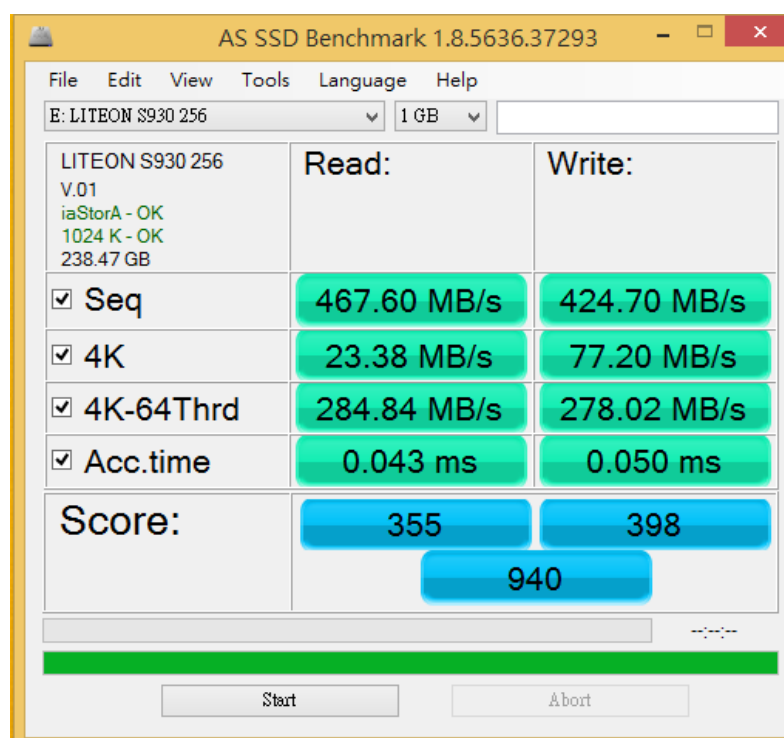 AS SSD Benchmark 1.8.5636.37293
File Edit View Tools Language Help
E: LITEON S930 256 1 GB
LITEON S930 256
V.01
iaStorA - OK
1024 K - OK
238.47 GB
Read: Write:
Seq 467.60 MB/s 424.70 MB/s
4K 23.38 MB/s 77.20 MB/s
4K-64Thrd 284.84 MB/s 278.02 MB/s
Acc.time 0.043 ms 0.050 ms
Score: 355 398
940
--:--:--
Start Abort